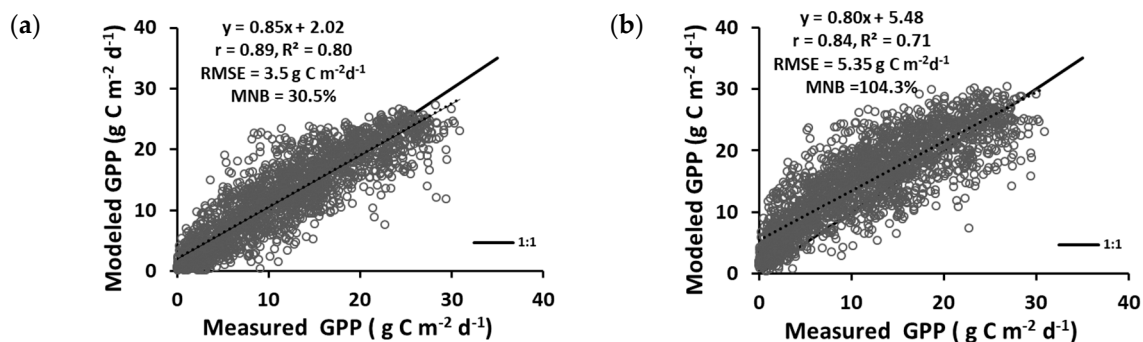 (a)
y = 0.85x + 2.02
r = 0.89, R² = 0.80
RMSE = 3.5 g C m⁻²d⁻¹
MNB = 30.5%
Modeled GPP (g C m⁻² d⁻¹)
40
30
20
10
0
0 10 20 30 40
1:1
Measured GPP ( g C m⁻² d⁻¹)
(b)
y = 0.80x + 5.48
r = 0.84, R² = 0.71
RMSE = 5.35 g C m⁻²d⁻¹
MNB =104.3%
Modeled GPP (g C m⁻² d⁻¹)
40
30
20
10
0
0 10 20 30 40
1:1
Measured GPP ( g C m⁻² d⁻¹)